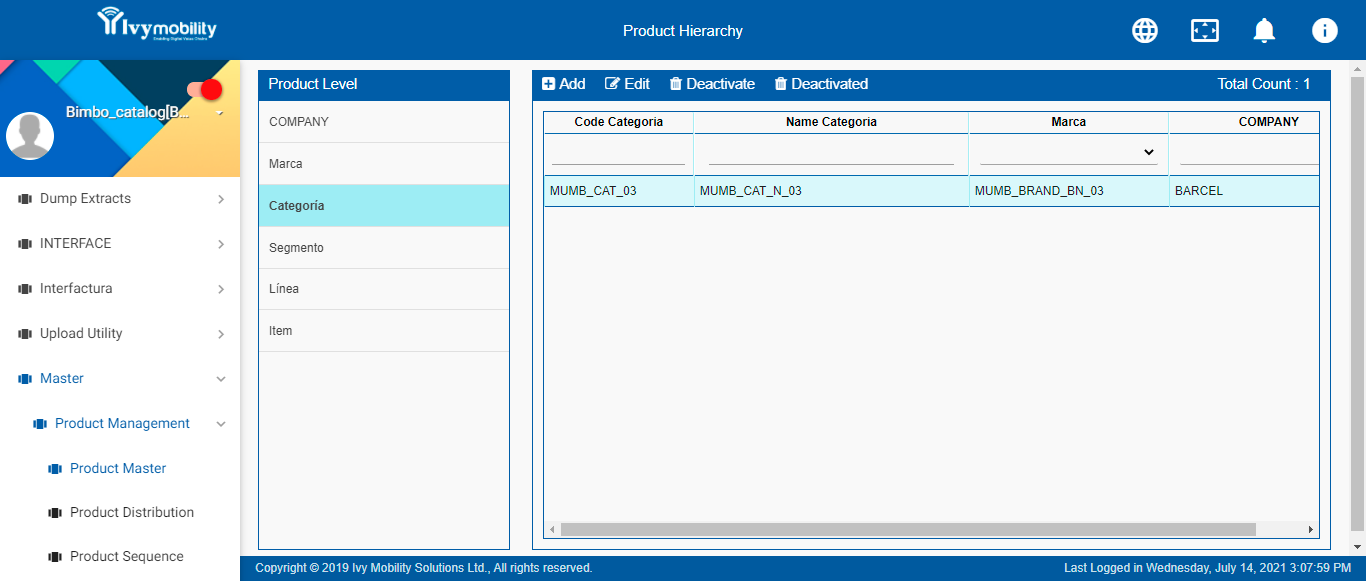 Ivymobility
Enabling Digital Value Chains
Product Hierarchy
Bimbo_catalog[B...
Dump Extracts
INTERFACE
Interfactura
Upload Utility
Master
Product Management
Product Master
Product Distribution
Product Sequence
Product Level
COMPANY
Marca
Categoría
Segmento
Línea
Item
Add Edit Deactivate Deactivated Total Count : 1
Code Categoria Name Categoria Marca COMPANY
MUMB_CAT_03 MUMB_CAT_N_03 MUMB_BRAND_BN_03 BARCEL
Copyright © 2019 Ivy Mobility Solutions Ltd., All rights reserved. Last Logged in Wednesday, July 14, 2021 3:07:59 PM